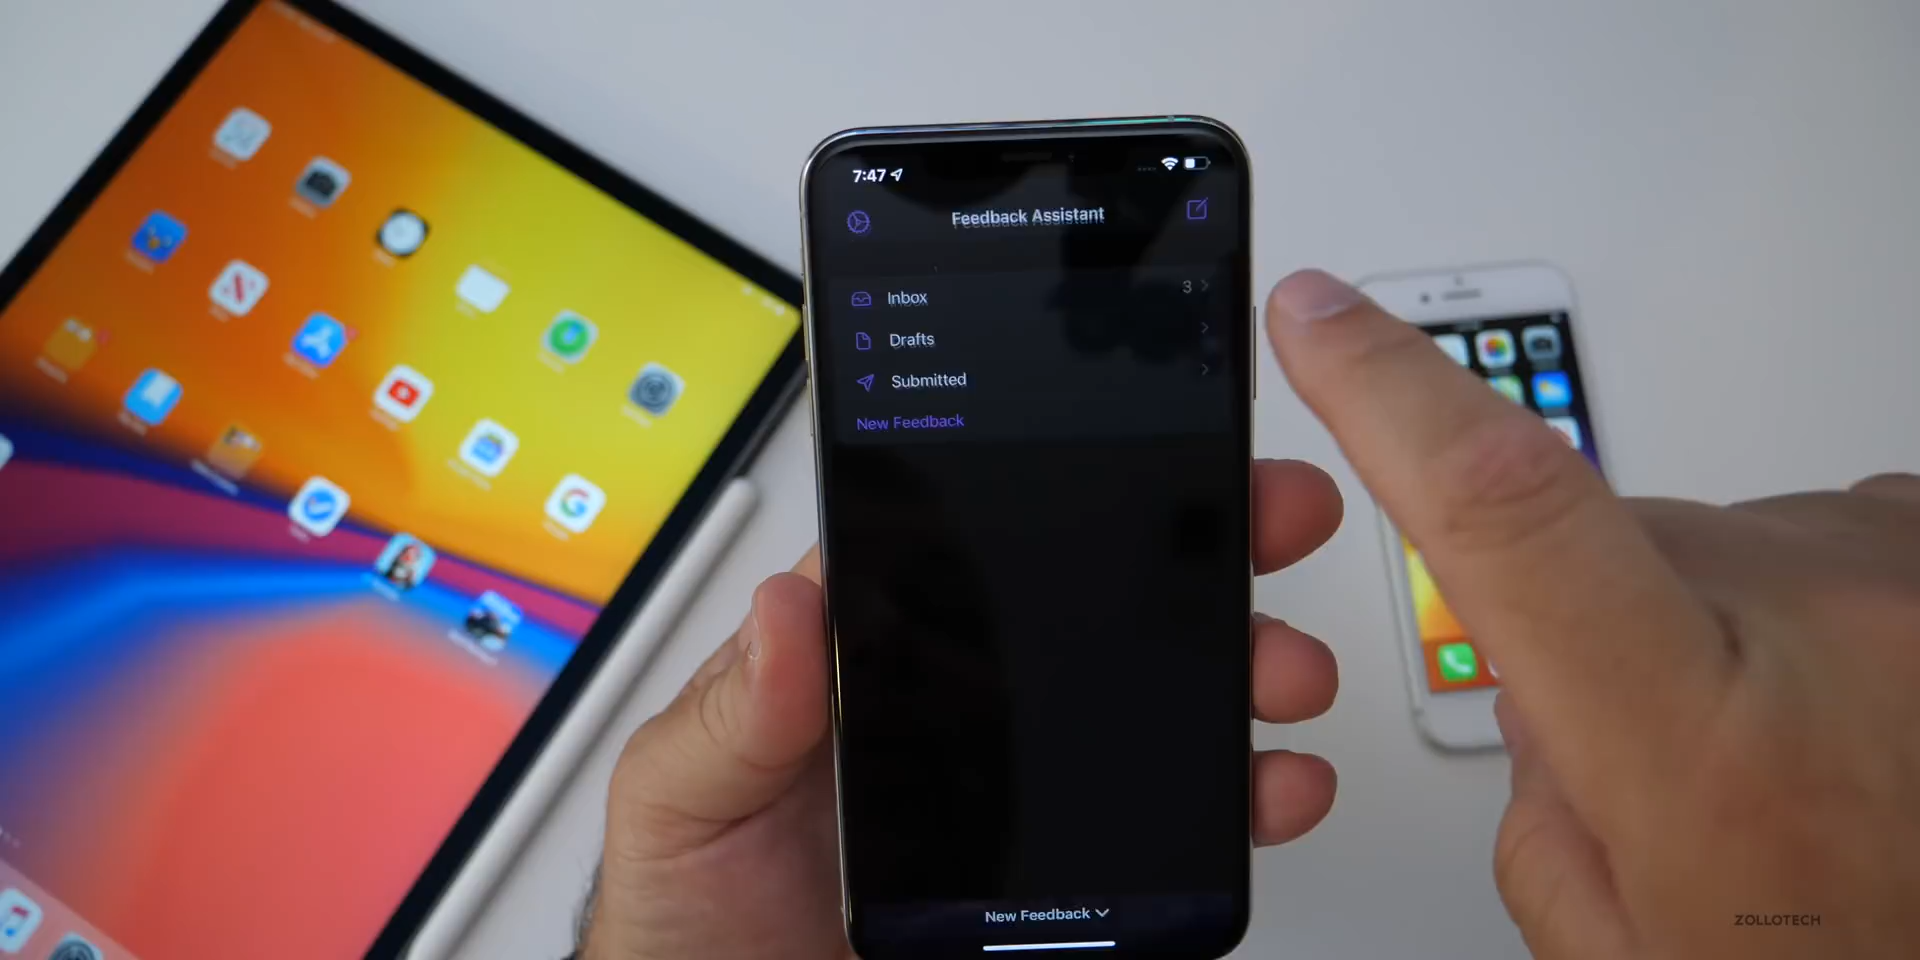 7:47
Feedback Assistant
Inbox 3
Drafts
Submitted
New Feedback
New Feedback
ZOLLOTECH